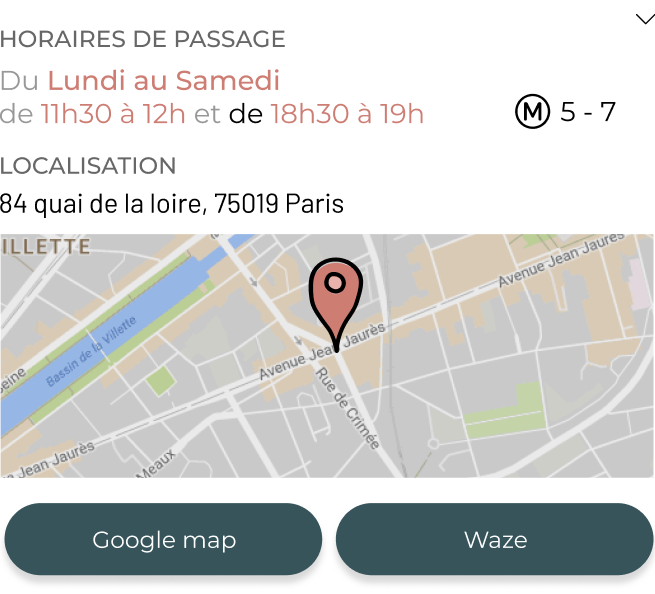 HORAIRES DE PASSAGE
Du Lundi au Samedi
de 11h30 à 12h et de 18h30 à 19h
M 5 - 7
LOCALISATION
84 quai de la loire, 75019 Paris
ILLETTE
Avenue Jean Jaurès
Bassin de la Villette
Avenue Jean Jaurès
eine
Rue de Crimée
Jean Jaurès
Meaux
Google map
Waze